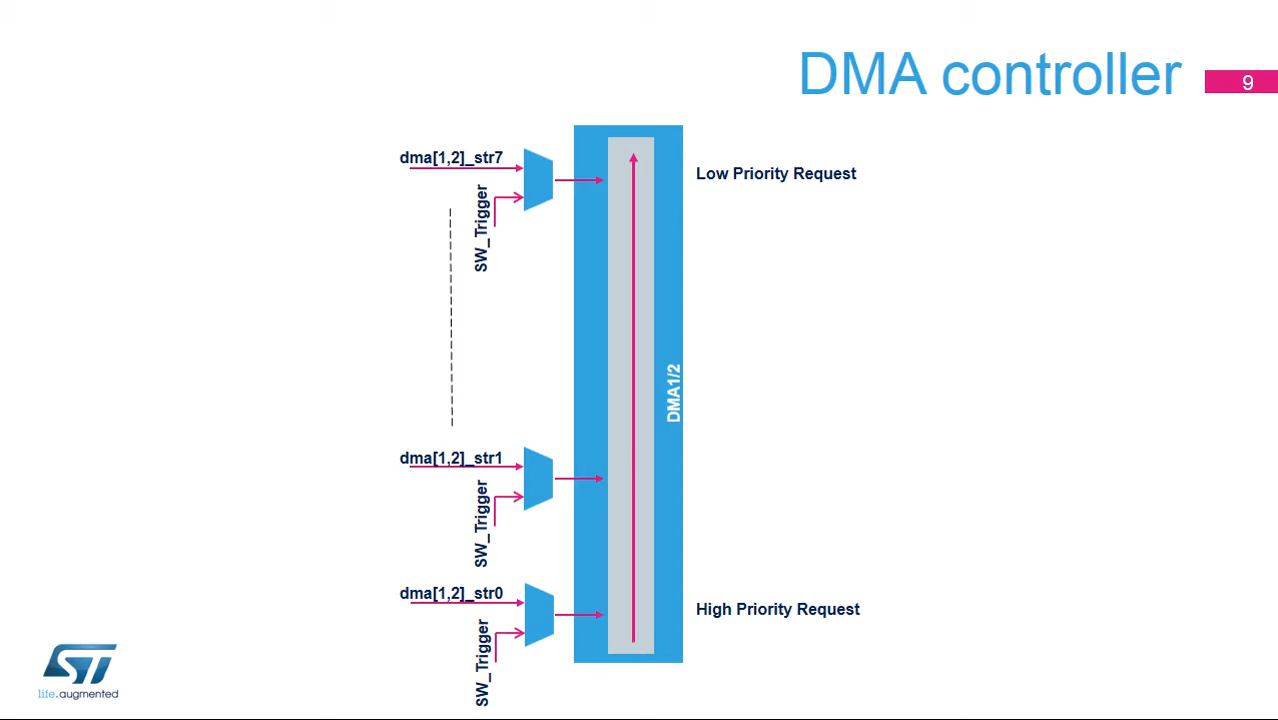 DMA controller
9
dma[1,2]_str7
SW_Trigger
Low Priority Request
DMA1/2
dma[1,2]_str1
SW_Trigger
dma[1,2]_str0
SW_Trigger
High Priority Request
ST
life.augmented